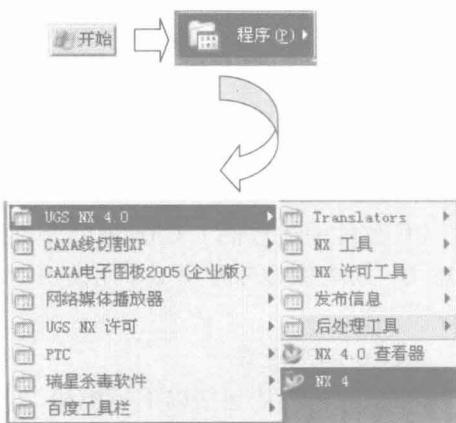 开始
程序(P)
UGS NX 4.0
CAXA线切割XP
CAXA电子图板2005(企业版)
网络媒体播放器
UGS NX 许可
PTC
瑞星杀毒软件
百度工具栏
Translators
NX 工具
NX 许可工具
发布信息
后处理工具
NX 4.0 查看器
NX 4